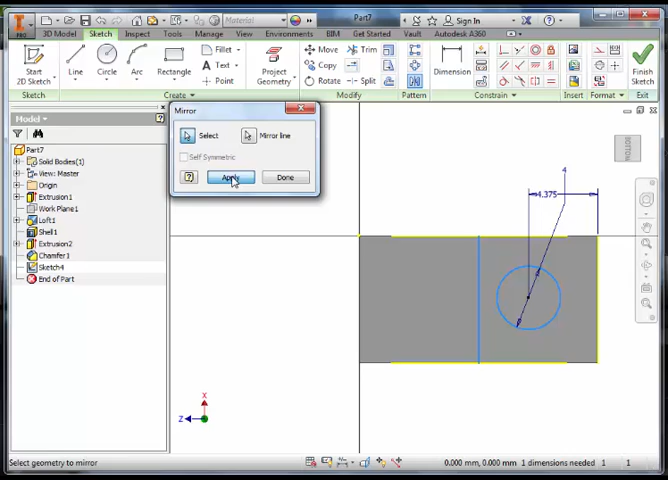 PRO
Material
Part7
Sign In
3D Model Sketch Inspect Tools Manage View Environments BIM Get Started Vault Autodesk A360
Start
2D Sketch
Line
Circle
Arc
Rectangle
Fillet
Text
Point
Project
Geometry
Move
Copy
Rotate
Trim
Split
Dimension
Finish
Sketch
Sketch Create Modify Pattern Constrain Insert Format Exit
Model
Part7
Solid Bodies(1)
View: Master
Origin
Extrusion1
Work Plane1
Loft1
Shell1
Extrusion2
Chamfer1
Sketch4
End of Part
Mirror
Select
Mirror line
Self Symmetric
Apply
Done
BOTTOM
4
4.375
X
Z
Select geometry to mirror
0.000 mm, 0.000 mm 1 dimensions needed 1 1